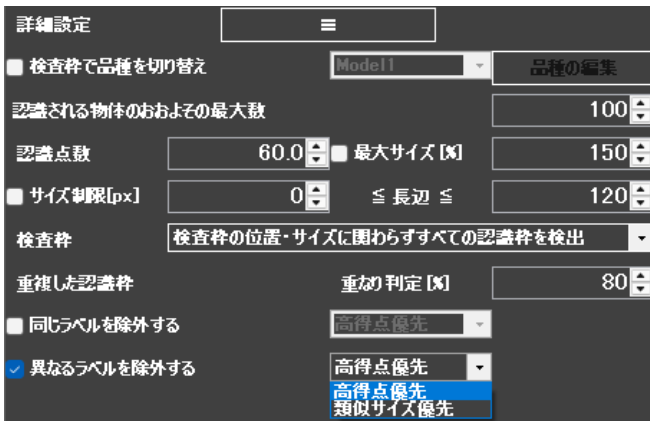 詳細設定 ≡
検査枠で品種を切り替え Model1 品種の編集
認識される物体のおおよその最大数 100
認識点数 60.0 最大サイズ[%] 150
サイズ制限[px] 0 ≦ 長辺 ≦ 120
検査枠 検査枠の位置・サイズに関わらずすべての認識枠を検出
重複した認識枠 重なり判定[%] 80
同じラベルを除外する 高得点優先
異なるラベルを除外する 高得点優先
高得点優先
類似サイズ優先